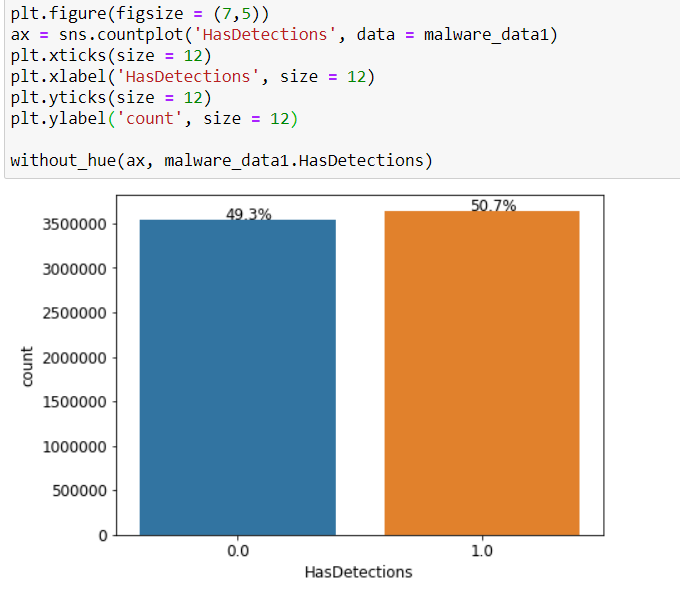 plt.figure(figsize = (7,5))
ax = sns.countplot('HasDetections', data = malware_data1)
plt.xticks(size = 12)
plt.xlabel('HasDetections', size = 12)
plt.yticks(size = 12)
plt.ylabel('count', size = 12)
without_hue(ax, malware_data1.HasDetections)
49.3%
50.7%
3500000
3000000
2500000
2000000
1500000
1000000
500000
0
count
0.0
1.0
HasDetections